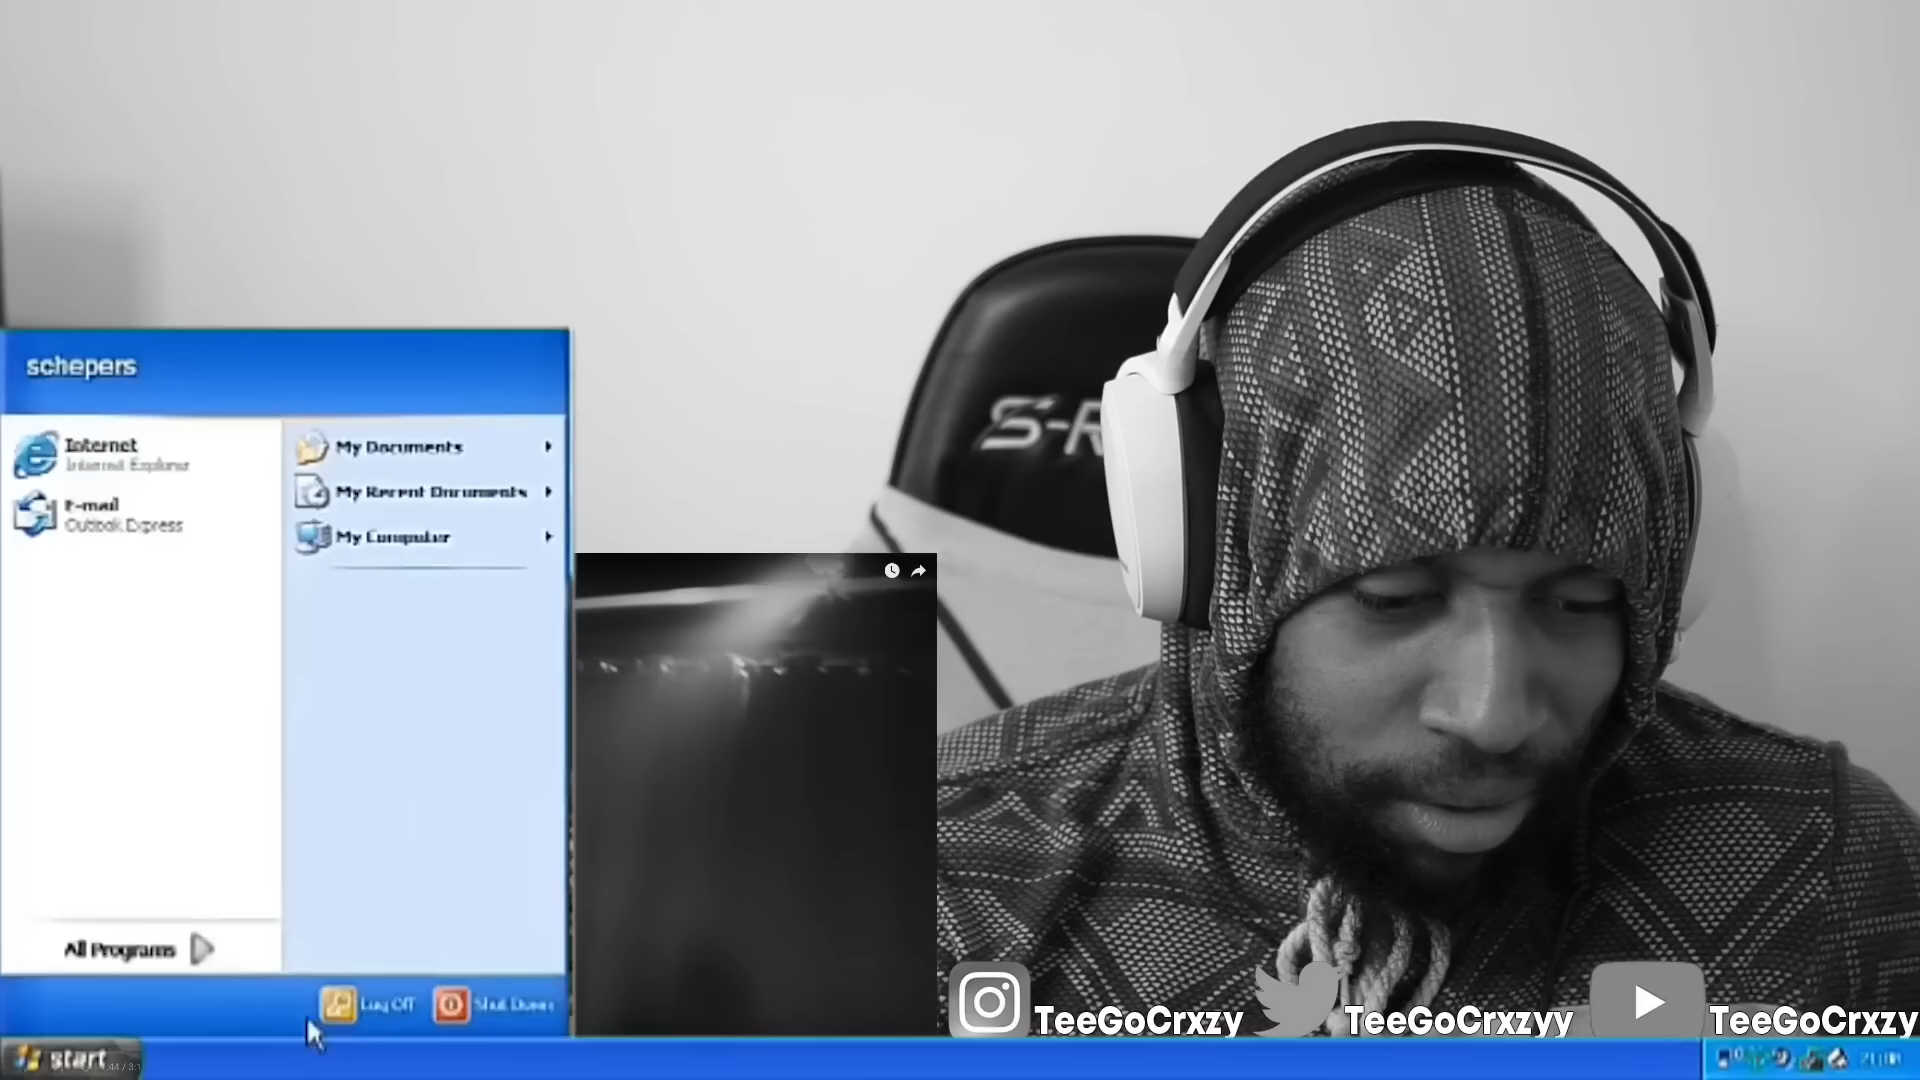 schepers
Internet
Internet Explorer
E-mail
Outlook Express
My Documents
My Recent Documents
My Computer
All Programs
Log Off
Shut Down
start
S-R
TeeGoCrxzy
TeeGoCrxzyy
TeeGoCrxzy